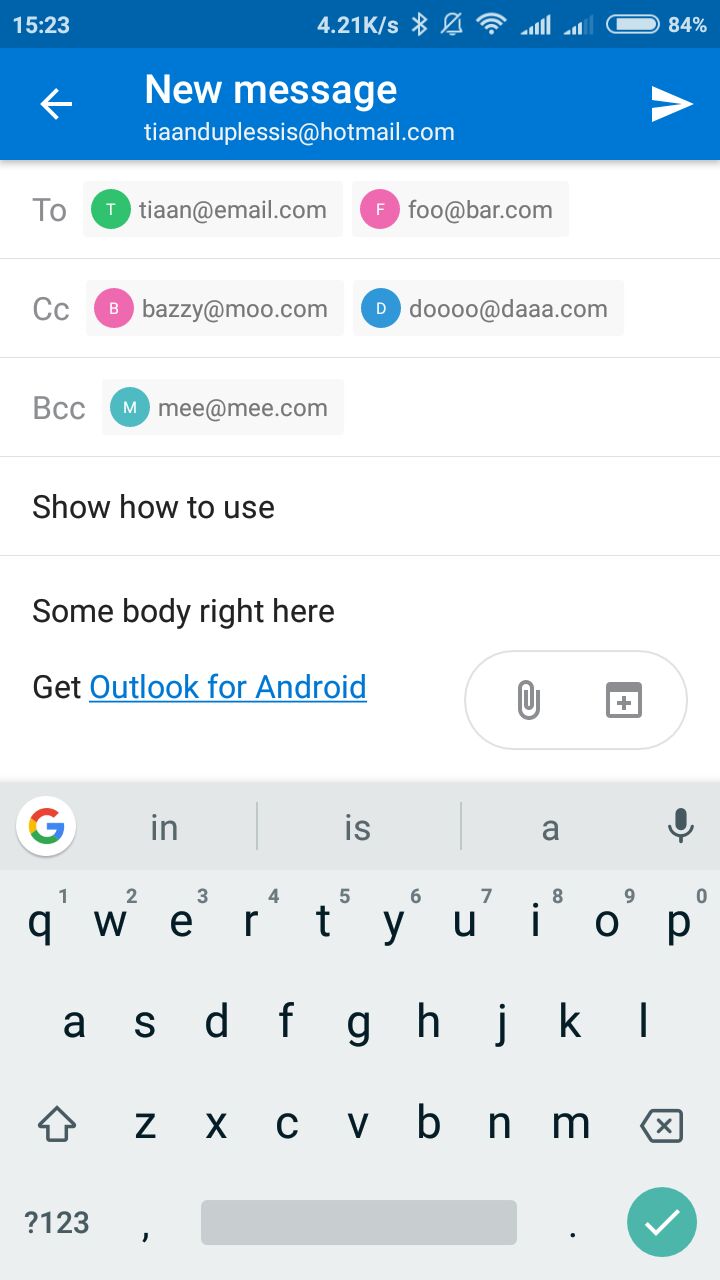 15:23 4.21K/s 84%
New message
tiaanduplessis@hotmail.com
To T tiaan@email.com F foo@bar.com
Cc B bazzy@moo.com D doooo@daaa.com
Bcc M mee@mee.com
Show how to use
Some body right here
Get Outlook for Android
G in is a
q 1 w 2 e 3 r 4 t 5 y 6 u 7 i 8 o 9 p 0
a s d f g h j k l
z x c v b n m
?123 , .